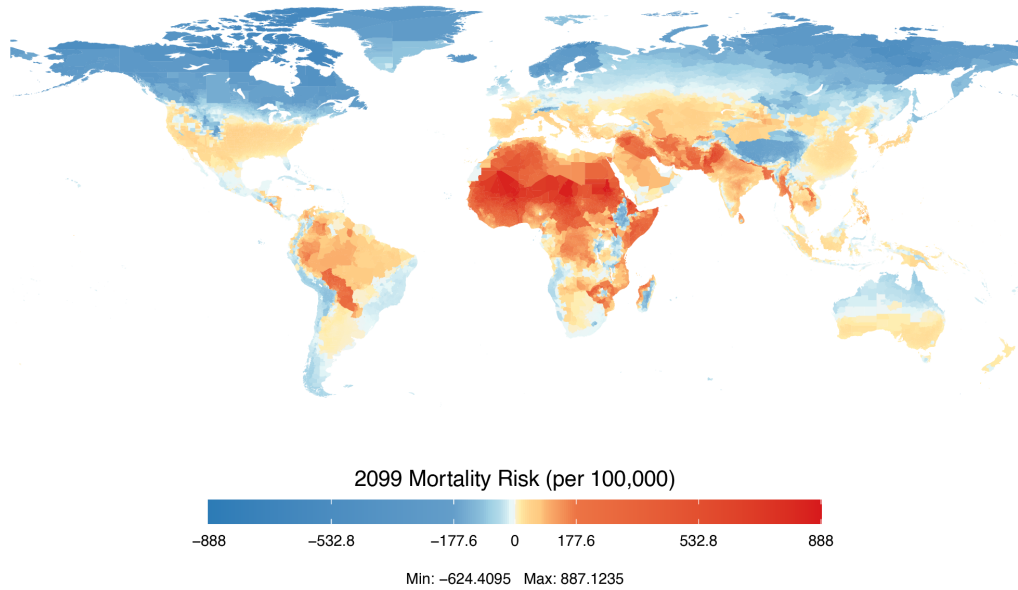 2099 Mortality Risk (per 100,000)
−888 −532.8 −177.6 0 177.6 532.8 888
Min: −624.4095 Max: 887.1235